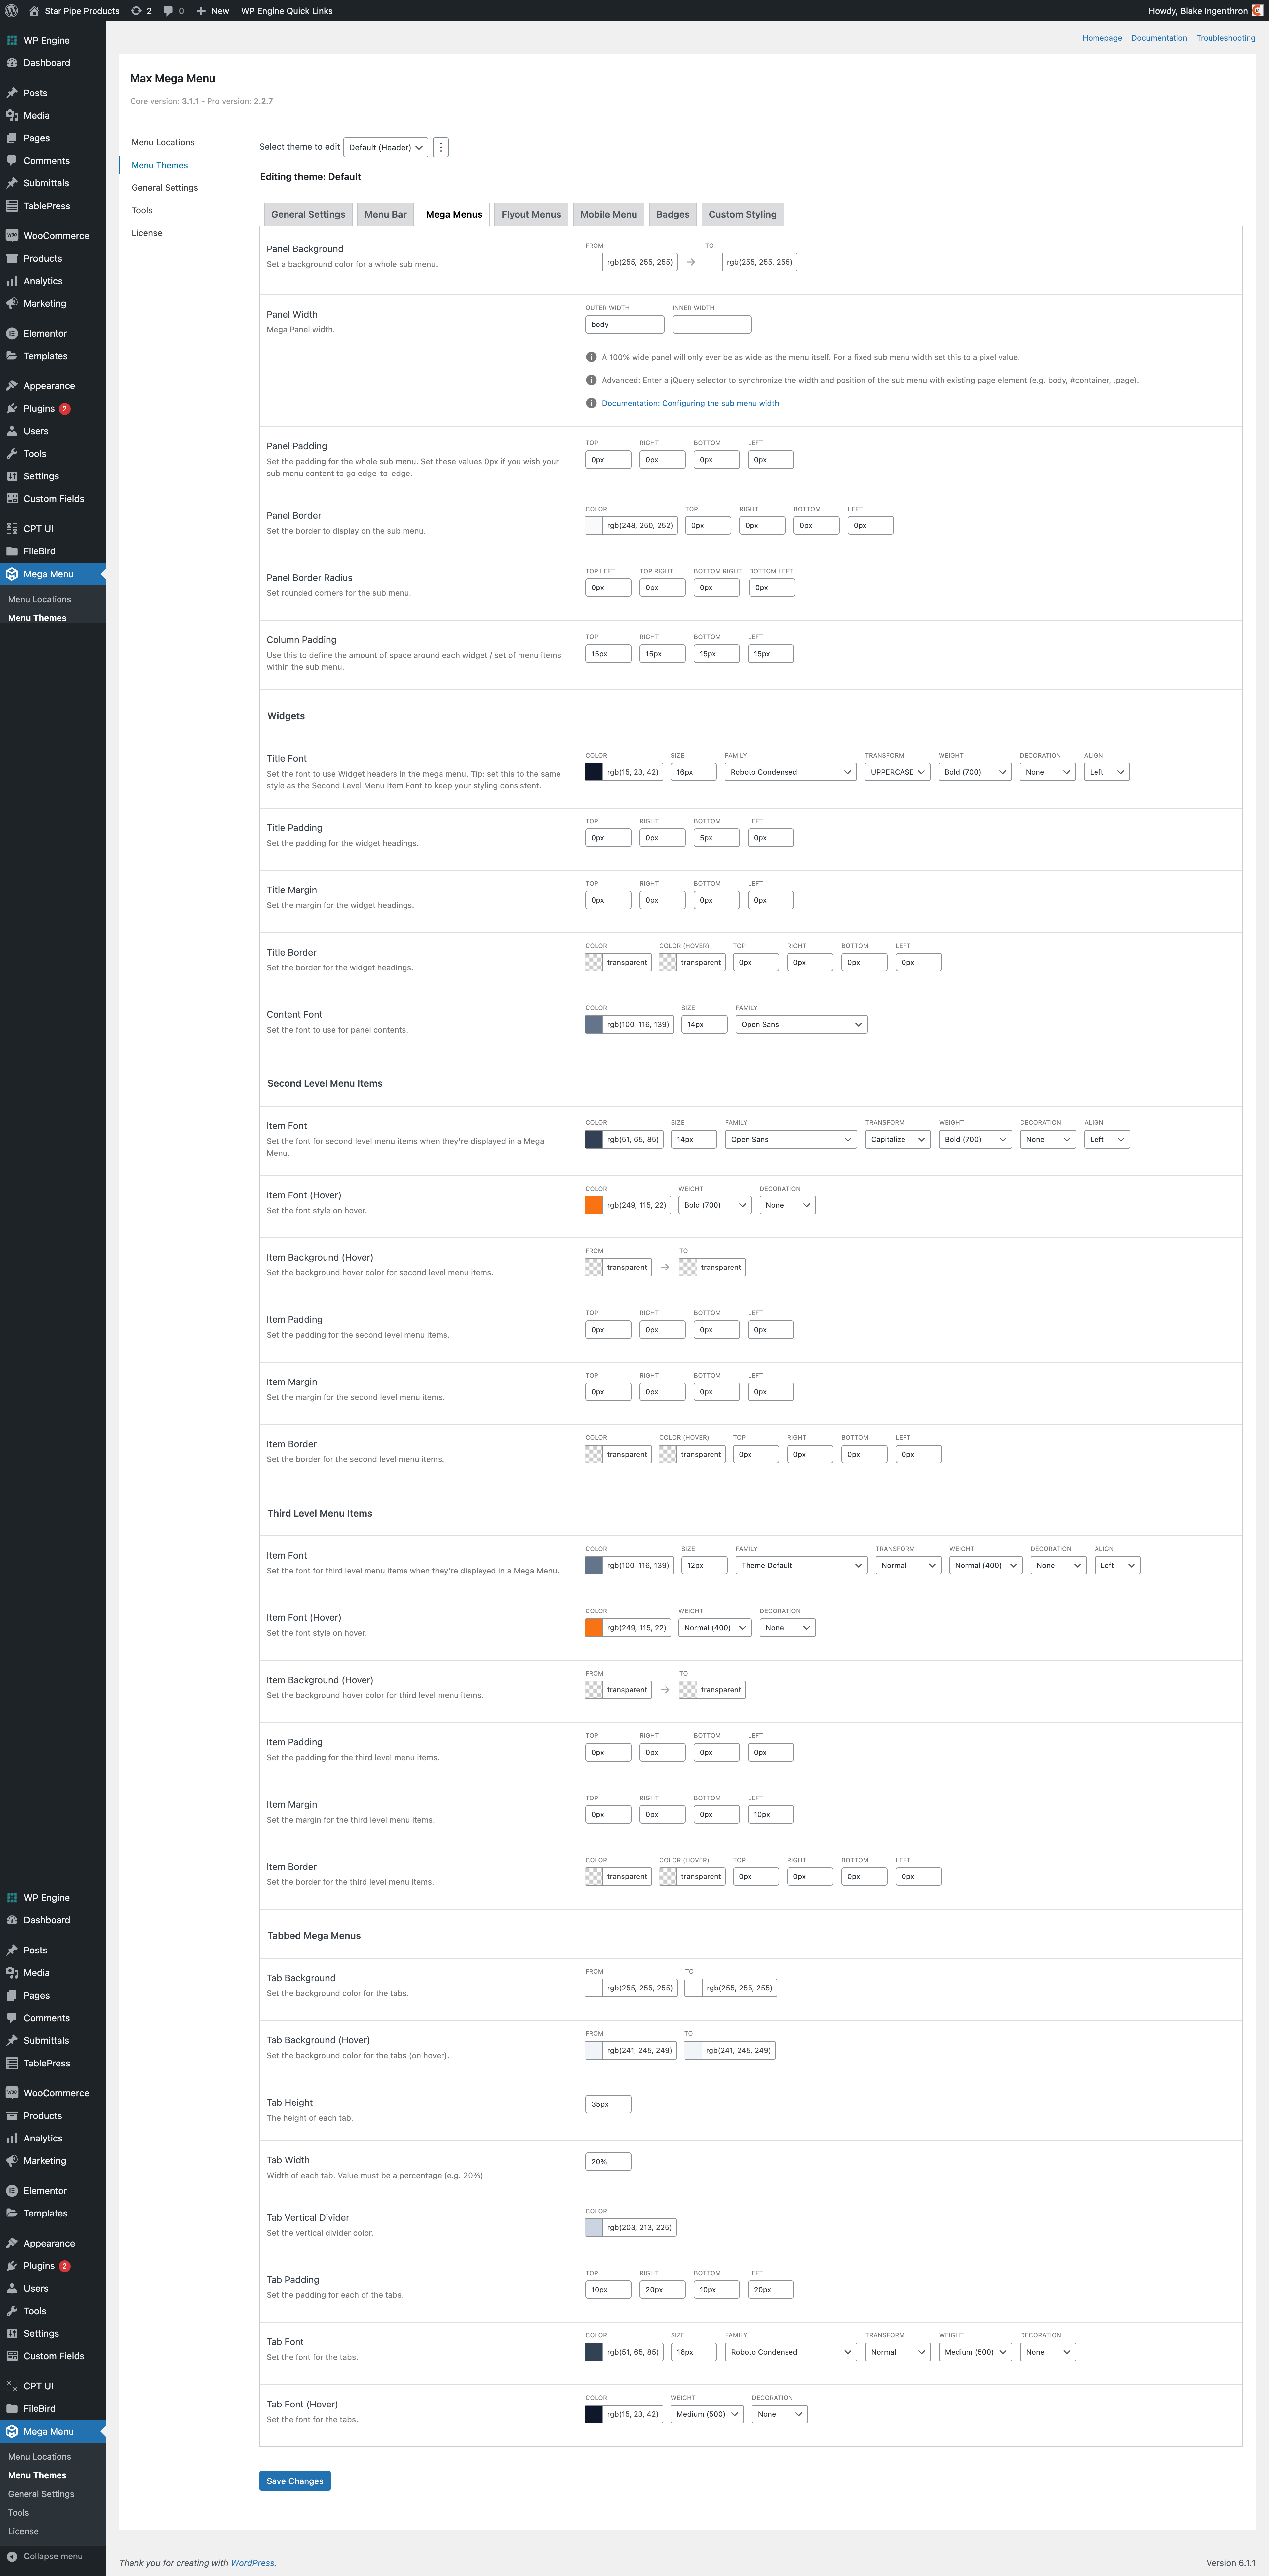 Star Pipe Products 2 0 New WP Engine Quick Links Howdy, Blake Ingenthron
WP Engine
Dashboard
Posts
Media
Pages
Comments
Submittals
TablePress
WooCommerce
Products
Analytics
Marketing
Elementor
Templates
Appearance
Plugins 2
Users
Tools
Settings
Custom Fields
CPT UI
FileBird
Mega Menu
Menu Locations
Menu Themes
Homepage Documentation Troubleshooting
Max Mega Menu
Core version: 3.1.1 - Pro version: 2.2.7
Menu Locations
Menu Themes
General Settings
Tools
License
Select theme to edit Default (Header)
Editing theme: Default
General Settings Menu Bar Mega Menus Flyout Menus Mobile Menu Badges Custom Styling
Panel Background
Set a background color for a whole sub menu.
FROM TO
rgb(255, 255, 255) → rgb(255, 255, 255)
Panel Width
Mega Panel width.
OUTER WIDTH INNER WIDTH
body
A 100% wide panel will only ever be as wide as the menu itself. For a fixed sub menu width set this to a pixel value.
Advanced: Enter a jQuery selector to synchronize the width and position of the sub menu with existing page element (e.g. body, #container, .page).
Documentation: Configuring the sub menu width
Panel Padding
Set the padding for the whole sub menu. Set these values 0px if you wish your
sub menu content to go edge-to-edge.
TOP RIGHT BOTTOM LEFT
0px 0px 0px 0px
Panel Border
Set the border to display on the sub menu.
COLOR TOP RIGHT BOTTOM LEFT
rgb(248, 250, 252) 0px 0px 0px 0px
Panel Border Radius
Set rounded corners for the sub menu.
TOP LEFT TOP RIGHT BOTTOM RIGHT BOTTOM LEFT
0px 0px 0px 0px
Column Padding
Use this to define the amount of space around each widget / set of menu items
within the sub menu.
TOP RIGHT BOTTOM LEFT
15px 15px 15px 15px
Widgets
Title Font
Set the font to use Widget headers in the mega menu. Tip: set this to the same
style as the Second Level Menu Item Font to keep your styling consistent.
COLOR SIZE FAMILY TRANSFORM WEIGHT DECORATION ALIGN
rgb(15, 23, 42) 16px Roboto Condensed UPPERCASE Bold (700) None Left
Title Padding
Set the padding for the widget headings.
TOP RIGHT BOTTOM LEFT
0px 0px 5px 0px
Title Margin
Set the margin for the widget headings.
TOP RIGHT BOTTOM LEFT
0px 0px 0px 0px
Title Border
Set the border for the widget headings.
COLOR COLOR (HOVER) TOP RIGHT BOTTOM LEFT
transparent transparent 0px 0px 0px 0px
Content Font
Set the font to use for panel contents.
COLOR SIZE FAMILY
rgb(100, 116, 139) 14px Open Sans
Second Level Menu Items
Item Font
Set the font for second level menu items when they're displayed in a Mega
Menu.
COLOR SIZE FAMILY TRANSFORM WEIGHT DECORATION ALIGN
rgb(51, 65, 85) 14px Open Sans Capitalize Bold (700) None Left
Item Font (Hover)
Set the font style on hover.
COLOR WEIGHT DECORATION
rgb(249, 115, 22) Bold (700) None
Item Background (Hover)
Set the background hover color for second level menu items.
FROM TO
transparent → transparent
Item Padding
Set the padding for the second level menu items.
TOP RIGHT BOTTOM LEFT
0px 0px 0px 0px
Item Margin
Set the margin for the second level menu items.
TOP RIGHT BOTTOM LEFT
0px 0px 0px 0px
Item Border
Set the border for the second level menu items.
COLOR COLOR (HOVER) TOP RIGHT BOTTOM LEFT
transparent transparent 0px 0px 0px 0px
Third Level Menu Items
Item Font
Set the font for third level menu items when they're displayed in a Mega Menu.
COLOR SIZE FAMILY TRANSFORM WEIGHT DECORATION ALIGN
rgb(100, 116, 139) 12px Theme Default Normal Normal (400) None Left
Item Font (Hover)
Set the font style on hover.
COLOR WEIGHT DECORATION
rgb(249, 115, 22) Normal (400) None
Item Background (Hover)
Set the background hover color for third level menu items.
FROM TO
transparent → transparent
Item Padding
Set the padding for the third level menu items.
TOP RIGHT BOTTOM LEFT
0px 0px 0px 0px
Item Margin
Set the margin for the third level menu items.
TOP RIGHT BOTTOM LEFT
0px 0px 0px 10px
Item Border
Set the border for the third level menu items.
COLOR COLOR (HOVER) TOP RIGHT BOTTOM LEFT
transparent transparent 0px 0px 0px 0px
Tabbed Mega Menus
Tab Background
Set the background color for the tabs.
FROM TO
rgb(255, 255, 255) rgb(255, 255, 255)
Tab Background (Hover)
Set the background color for the tabs (on hover).
FROM TO
rgb(241, 245, 249) rgb(241, 245, 249)
Tab Height
The height of each tab.
35px
Tab Width
Width of each tab. Value must be a percentage (e.g. 20%)
20%
Tab Vertical Divider
Set the vertical divider color.
COLOR
rgb(203, 213, 225)
Tab Padding
Set the padding for each of the tabs.
TOP RIGHT BOTTOM LEFT
10px 20px 10px 20px
Tab Font
Set the font for the tabs.
COLOR SIZE FAMILY TRANSFORM WEIGHT DECORATION
rgb(51, 65, 85) 16px Roboto Condensed Normal Medium (500) None
Tab Font (Hover)
Set the font for the tabs.
COLOR WEIGHT DECORATION
rgb(15, 23, 42) Medium (500) None
Save Changes
WP Engine
Dashboard
Posts
Media
Pages
Comments
Submittals
TablePress
WooCommerce
Products
Analytics
Marketing
Elementor
Templates
Appearance
Plugins 2
Users
Tools
Settings
Custom Fields
CPT UI
FileBird
Mega Menu
Menu Locations
Menu Themes
General Settings
Tools
License
Collapse menu
Thank you for creating with WordPress. Version 6.1.1